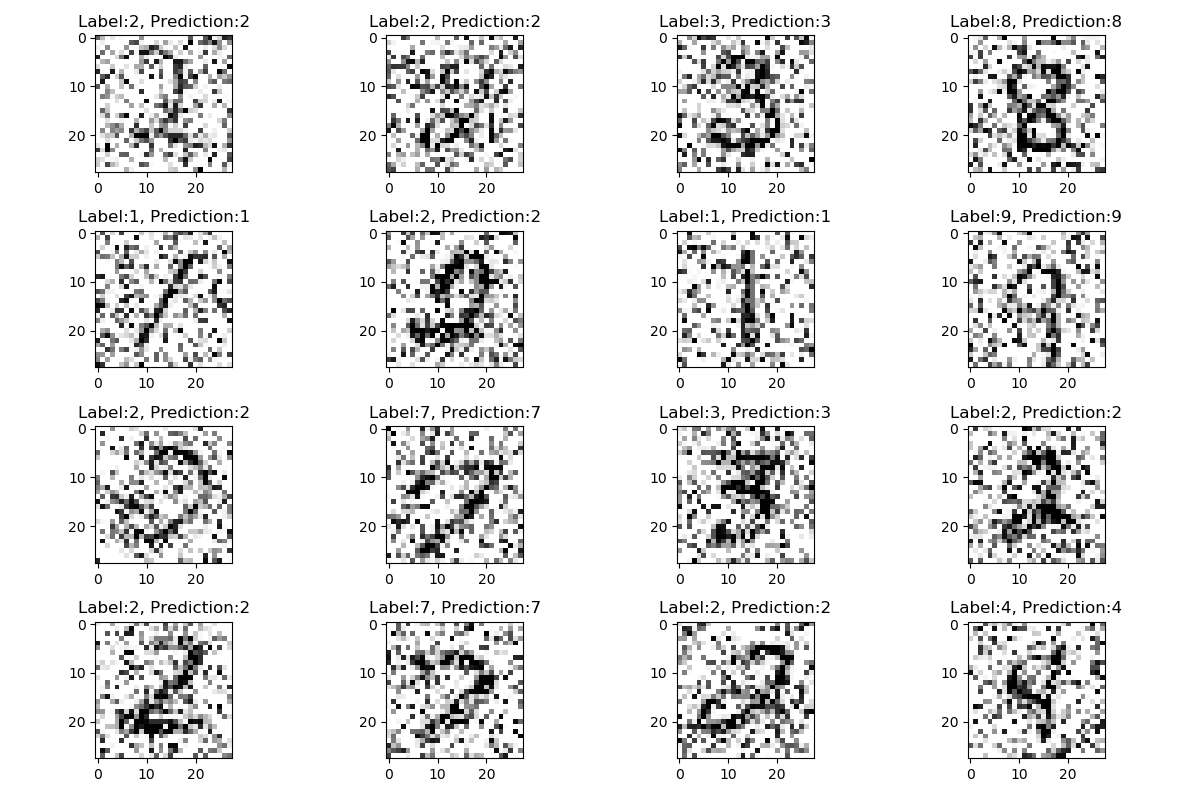 Label:2, Prediction:2
Label:2, Prediction:2
Label:3, Prediction:3
Label:8, Prediction:8
0
10
20
0 10 20
0
10
20
0 10 20
0
10
20
0 10 20
0
10
20
0 10 20
Label:1, Prediction:1
Label:2, Prediction:2
Label:1, Prediction:1
Label:9, Prediction:9
0
10
20
0 10 20
0
10
20
0 10 20
0
10
20
0 10 20
0
10
20
0 10 20
Label:2, Prediction:2
Label:7, Prediction:7
Label:3, Prediction:3
Label:2, Prediction:2
0
10
20
0 10 20
0
10
20
0 10 20
0
10
20
0 10 20
0
10
20
0 10 20
Label:2, Prediction:2
Label:7, Prediction:7
Label:2, Prediction:2
Label:4, Prediction:4
0
10
20
0 10 20
0
10
20
0 10 20
0
10
20
0 10 20
0
10
20
0 10 20